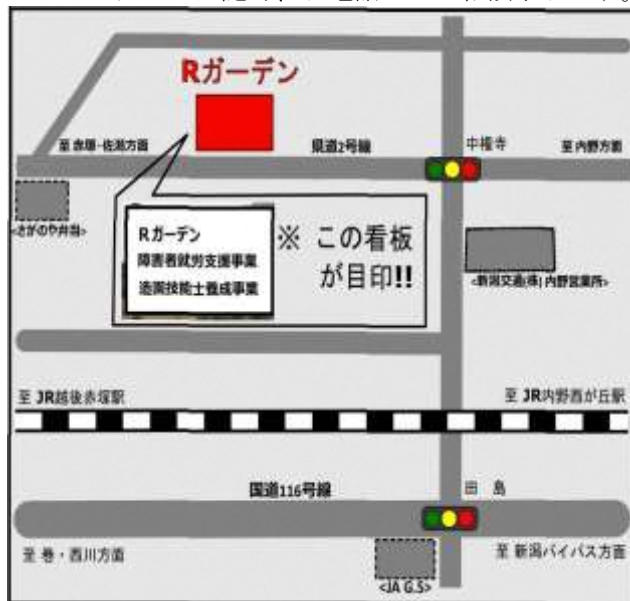 Rガーデン
至 赤塚・佐潟方面
県道2号線
中権寺
至 内野方面
<さがのや弁当>
Rガーデン
障害者就労支援事業
造園技能士養成事業
※ この看板
が目印!!
<新潟交通(株) 内野営業所>
至 JR越後赤塚駅
至 JR内野西が丘駅
国道116号線
田 島
至 巻・西川方面
至 新潟バイパス方面
<JA G.S>